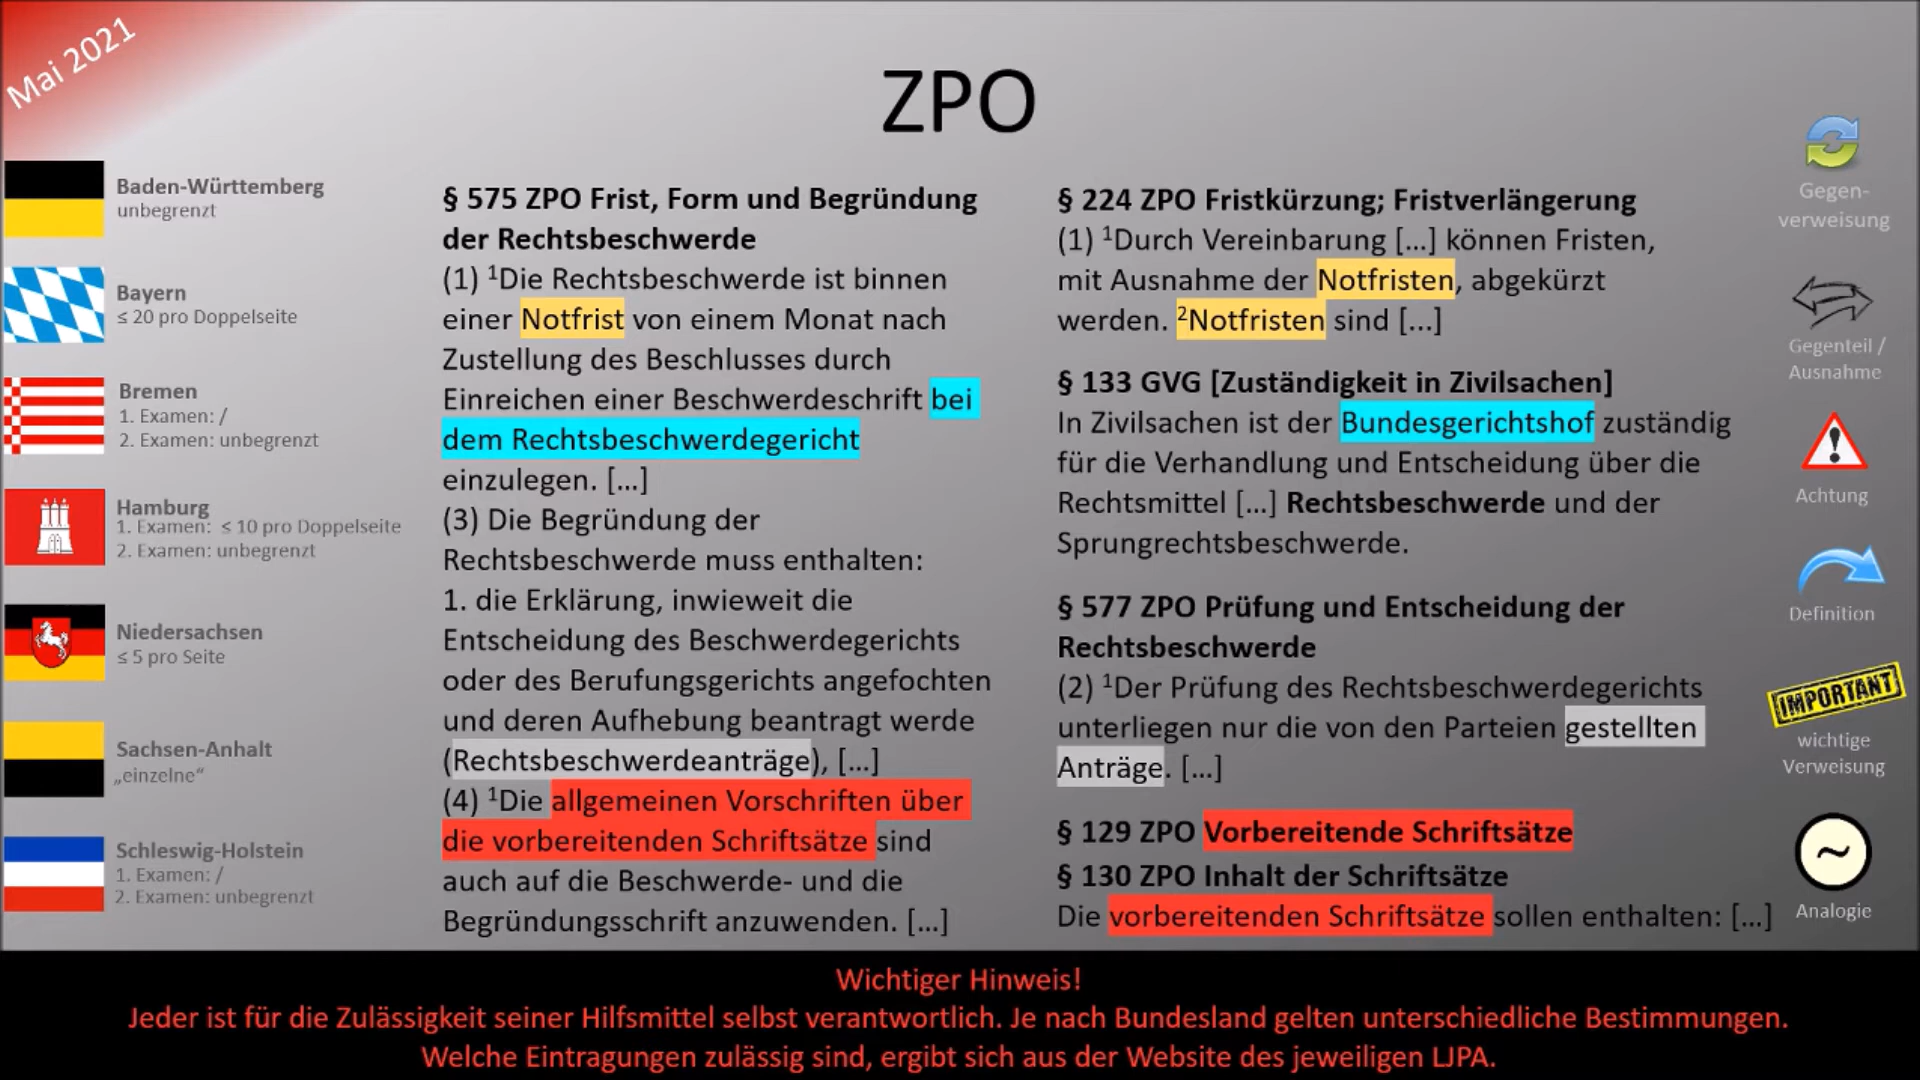 Mai 2021
ZPO
Baden-Württemberg
unbegrenzt
Bayern
≤ 20 pro Doppelseite
Bremen
1. Examen: /
2. Examen: unbegrenzt
Hamburg
1. Examen: ≤ 10 pro Doppelseite
2. Examen: unbegrenzt
Niedersachsen
≤ 5 pro Seite
Sachsen-Anhalt
„einzelne“
Schleswig-Holstein
1. Examen: /
2. Examen: unbegrenzt
§ 575 ZPO Frist, Form und Begründung
der Rechtsbeschwerde
(1) ¹Die Rechtsbeschwerde ist binnen
einer Notfrist von einem Monat nach
Zustellung des Beschlusses durch
Einreichen einer Beschwerdeschrift bei
dem Rechtsbeschwerdegericht
einzulegen. [...]
(3) Die Begründung der
Rechtsbeschwerde muss enthalten:
1. die Erklärung, inwieweit die
Entscheidung des Beschwerdegerichts
oder des Berufungsgerichts angefochten
und deren Aufhebung beantragt werde
(Rechtsbeschwerdeanträge), [...]
(4) ¹Die allgemeinen Vorschriften über
die vorbereitenden Schriftsätze sind
auch auf die Beschwerde- und die
Begründungsschrift anzuwenden. [...]
§ 224 ZPO Fristkürzung; Fristverlängerung
(1) ¹Durch Vereinbarung [...] können Fristen,
mit Ausnahme der Notfristen, abgekürzt
werden. ²Notfristen sind [...]
§ 133 GVG [Zuständigkeit in Zivilsachen]
In Zivilsachen ist der Bundesgerichtshof zuständig
für die Verhandlung und Entscheidung über die
Rechtsmittel [...] Rechtsbeschwerde und der
Sprungrechtsbeschwerde.
§ 577 ZPO Prüfung und Entscheidung der
Rechtsbeschwerde
(2) ¹Der Prüfung des Rechtsbeschwerdegerichts
unterliegen nur die von den Parteien gestellten
Anträge. [...]
§ 129 ZPO Vorbereitende Schriftsätze
§ 130 ZPO Inhalt der Schriftsätze
Die vorbereitenden Schriftsätze sollen enthalten: [...]
Gegen-
verweisung
Gegenteil /
Ausnahme
!
Achtung
Definition
IMPORTANT
wichtige
Verweisung
~
Analogie
Wichtiger Hinweis!
Jeder ist für die Zulässigkeit seiner Hilfsmittel selbst verantwortlich. Je nach Bundesland gelten unterschiedliche Bestimmungen.
Welche Eintragungen zulässig sind, ergibt sich aus der Website des jeweiligen LJPA.